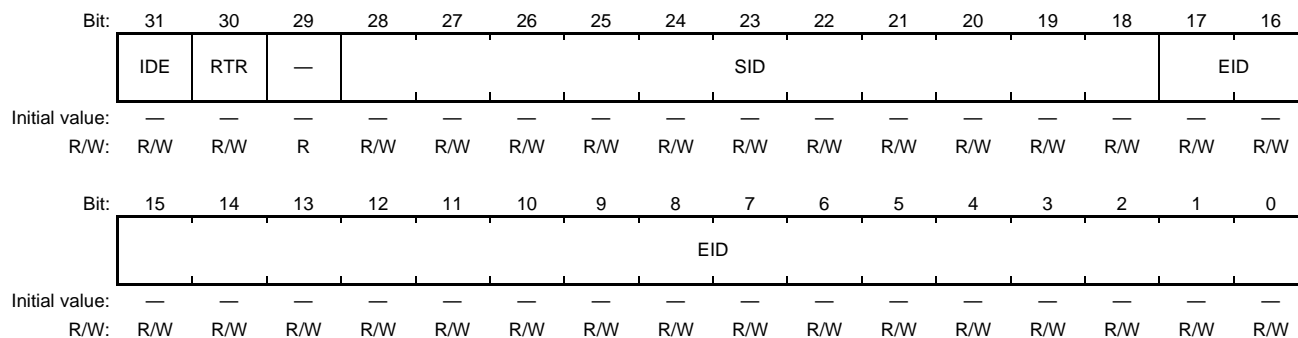 Bit: 31 30 29 28 27 26 25 24 23 22 21 20 19 18 17 16
IDE RTR — SID EID
Initial value: — — — — — — — — — — — — — — — —
R/W: R/W R/W R R/W R/W R/W R/W R/W R/W R/W R/W R/W R/W R/W R/W R/W
Bit: 15 14 13 12 11 10 9 8 7 6 5 4 3 2 1 0
EID
Initial value: — — — — — — — — — — — — — — — —
R/W: R/W R/W R/W R/W R/W R/W R/W R/W R/W R/W R/W R/W R/W R/W R/W R/W